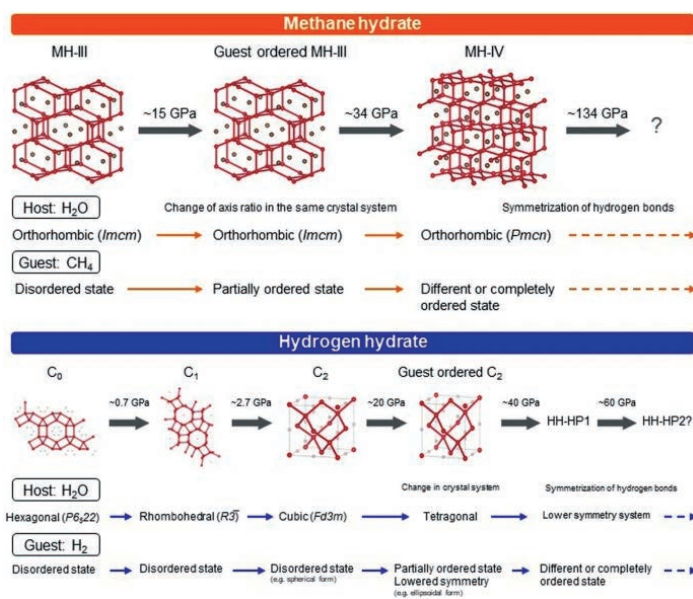 Methane hydrate
MH-III Guest ordered MH-III MH-IV
~15 GPa ~34 GPa ~134 GPa ?
Host: H₂O Change of axis ratio in the same crystal system Symmetrization of hydrogen bonds
Orthorhombic (Imcm) Orthorhombic (Imcm) Orthorhombic (Pmcn)
Guest: CH₄
Disordered state Partially ordered state Different or completely
ordered state
Hydrogen hydrate
C₀ C₁ C₂ Guest ordered C₂
~0.7 GPa ~2.7 GPa ~20 GPa ~40 GPa ~60 GPa
HH-HP1 HH-HP2?
Host: H₂O Change in crystal system Symmetrization of hydrogen bonds
Hexagonal (P6₁22) Rhombohedral (R3̅) Cubic (Fd3m) Tetragonal Lower symmetry system
Guest: H₂
Disordered state Disordered state Disordered state Partially ordered state Different or completely
(e.g. spherical form) Lowered symmetry ordered state
(e.g. ellipsoidal form)